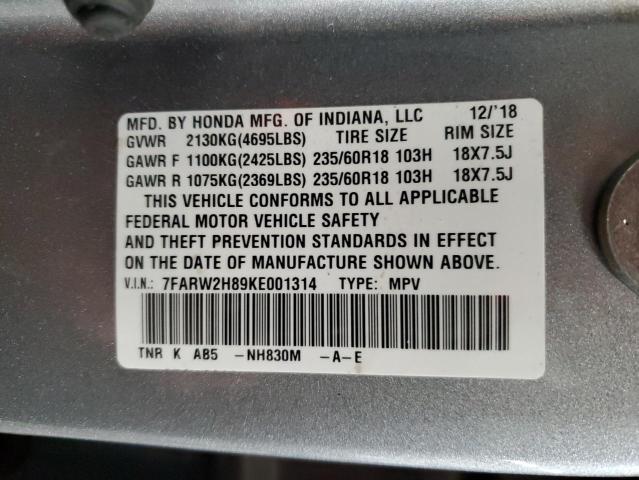 MFD. BY HONDA MFG. OF INDIANA, LLC 12/'18
GVWR 2130KG(4695LBS) TIRE SIZE RIM SIZE
GAWR F 1100KG(2425LBS) 235/60R18 103H 18X7.5J
GAWR R 1075KG(2369LBS) 235/60R18 103H 18X7.5J
THIS VEHICLE CONFORMS TO ALL APPLICABLE
FEDERAL MOTOR VEHICLE SAFETY
AND THEFT PREVENTION STANDARDS IN EFFECT
ON THE DATE OF MANUFACTURE SHOWN ABOVE.
V.I.N.: 7FARW2H89KE001314 TYPE: MPV
TNR K AB5 -NH830M -A-E